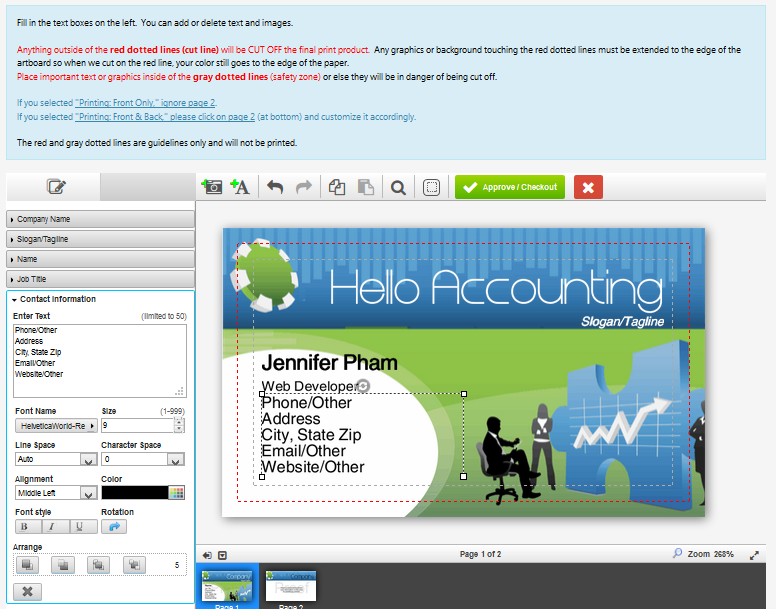 Fill in the text boxes on the left. You can add or delete text and images.
Anything outside of the red dotted lines (cut line) will be CUT OFF the final print product. Any graphics or background touching the red dotted lines must be extended to the edge of the
artboard so when we cut on the red line, your color still goes to the edge of the paper.
Place important text or graphics inside of the gray dotted lines (safety zone) or else they will be in danger of being cut off.
If you selected "Printing: Front Only," ignore page 2.
If you selected "Printing: Front & Back," please click on page 2 (at bottom) and customize it accordingly.
The red and gray dotted lines are guidelines only and will not be printed.
Approve / Checkout
Company Name
Slogan/Tagline
Name
Job Title
Contact Information
Enter Text (limited to 50)
Phone/Other
Address
City, State Zip
Email/Other
Website/Other
Font Name Size (1-999)
HelveticaWorld-Re 9
Line Space Character Space
Auto 0
Alignment Color
Middle Left
Font style Rotation
B I U
Arrange
5
Hello Accounting
Slogan/Tagline
Jennifer Pham
Web Developer
Phone/Other
Address
City, State Zip
Email/Other
Website/Other
Page 1 of 2
Zoom 268%
Company
Page 1
Page 2